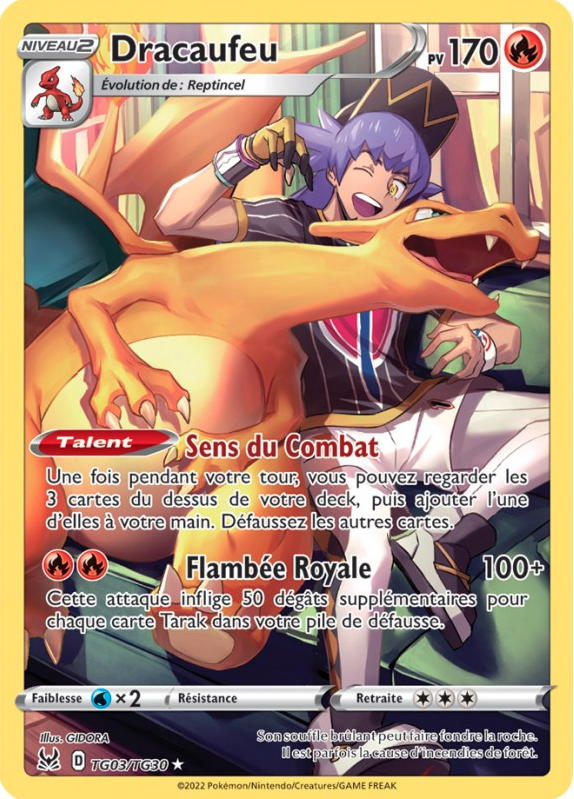 NIVEAU 2
Dracaufeu
PV 170
Évolution de : Reptincel
Talent Sens du Combat
Une fois pendant votre tour, vous pouvez regarder les
3 cartes du dessus de votre deck, puis ajouter l'une
d'elles à votre main. Défaussez les autres cartes.
Flambée Royale 100+
Cette attaque inflige 50 dégâts supplémentaires pour
chaque carte Tarak dans votre pile de défausse.
Faiblesse ×2 Résistance Retraite
Illus. GIDORA
Son souffle brûlant peut faire fondre la roche.
Il est parfois la cause d'incendies de forêt.
D TG03/TG30 ★
©2022 Pokémon/Nintendo/Creatures/GAME FREAK